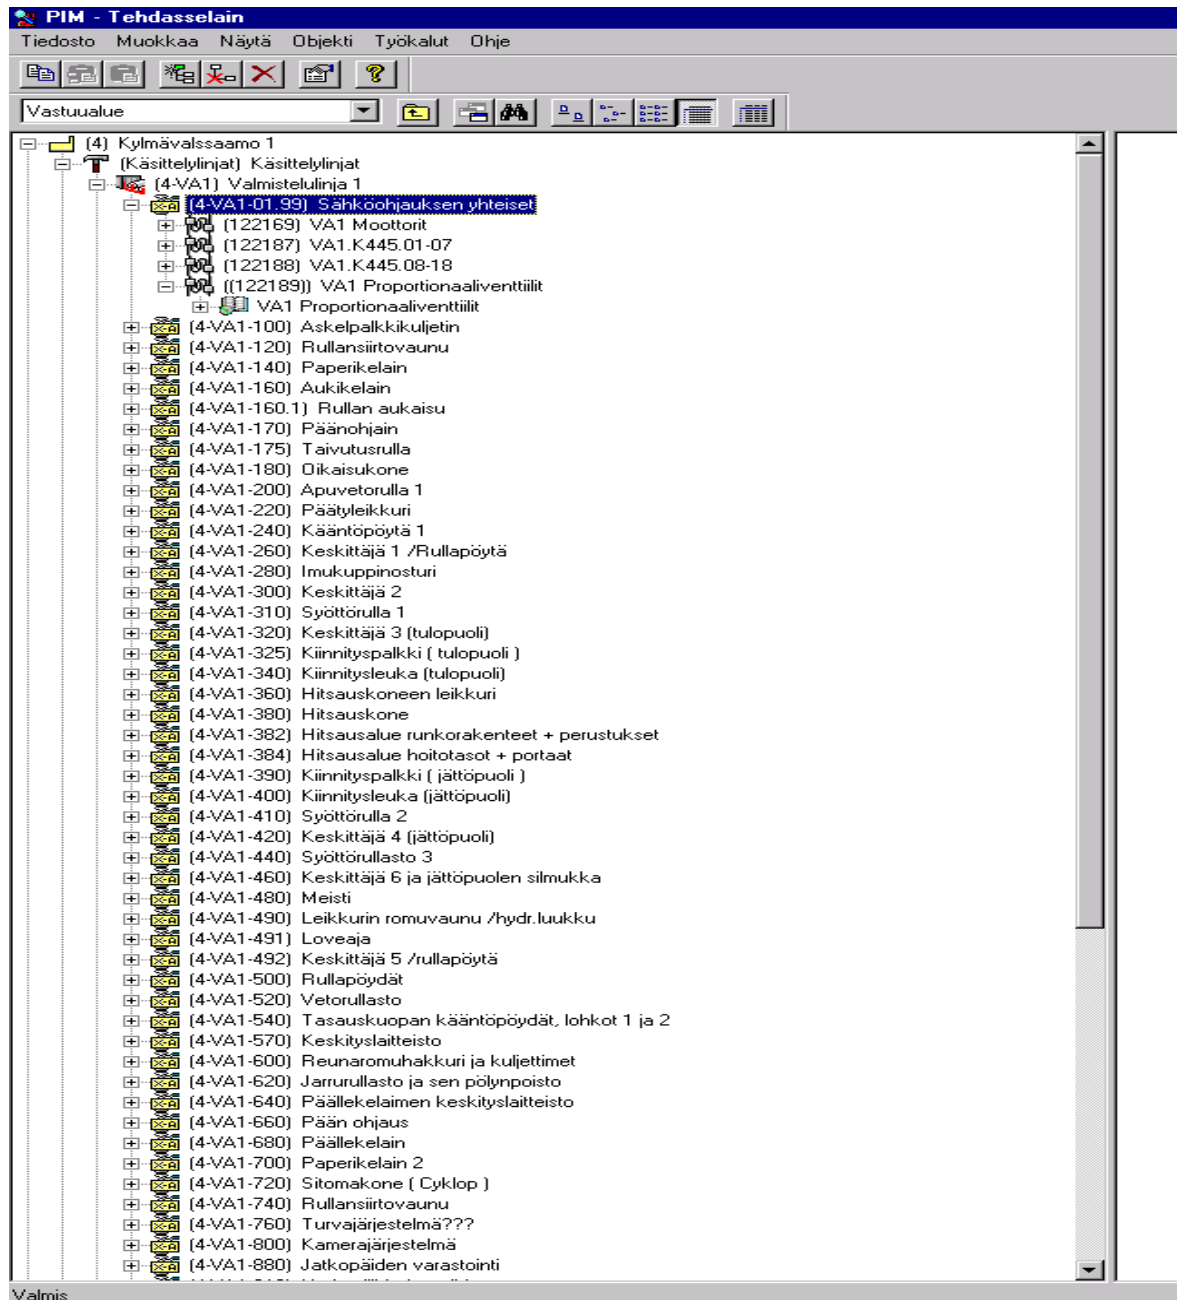 PIM - Tehdasselain
Tiedosto Muokkaa Näytä Objekti Työkalut Ohje
Vastuualue
(4) Kylmävalssaamo 1
(Käsittelylinjat) Käsittelylinjat
(4-VA1) Valmistelulinja 1
(4-VA1-01.99) Sähköohjauksen yhteiset
(122169) VA1 Moottorit
(122187) VA1.K445.01-07
(122188) VA1.K445.08-18
((122189)) VA1 Proportionaaliventtiilit
VA1 Proportionaaliventtiilit
(4-VA1-100) Askelpalkkikuljetin
(4-VA1-120) Rullansiirtovaunu
(4-VA1-140) Paperikelain
(4-VA1-160) Aukikelain
(4-VA1-160.1) Rullan aukaisu
(4-VA1-170) Päänohjain
(4-VA1-175) Taivutusrulla
(4-VA1-180) Oikaisukone
(4-VA1-200) Apuvetorulla 1
(4-VA1-220) Päätyleikkuri
(4-VA1-240) Kääntöpöytä 1
(4-VA1-260) Keskittäjä 1 /Rullapöytä
(4-VA1-280) Imukuppinosturi
(4-VA1-300) Keskittäjä 2
(4-VA1-310) Syöttörulla 1
(4-VA1-320) Keskittäjä 3 (tulopuoli)
(4-VA1-325) Kiinnityspalkki ( tulopuoli )
(4-VA1-340) Kiinnitysleuka (tulopuoli)
(4-VA1-360) Hitsauskoneen leikkuri
(4-VA1-380) Hitsauskone
(4-VA1-382) Hitsausalue runkorakenteet + perustukset
(4-VA1-384) Hitsausalue hoitotasot + portaat
(4-VA1-390) Kiinnityspalkki ( jättöpuoli )
(4-VA1-400) Kiinnitysleuka (jättöpuoli)
(4-VA1-410) Syöttörulla 2
(4-VA1-420) Keskittäjä 4 (jättöpuoli)
(4-VA1-440) Syöttörullasto 3
(4-VA1-460) Keskittäjä 6 ja jättöpuolen silmukka
(4-VA1-480) Meisti
(4-VA1-490) Leikkurin romuvaunu /hydr.luukku
(4-VA1-491) Loveaja
(4-VA1-492) Keskittäjä 5 /rullapöytä
(4-VA1-500) Rullapöydät
(4-VA1-520) Vetorullasto
(4-VA1-540) Tasauskuopan kääntöpöydät, lohkot 1 ja 2
(4-VA1-570) Keskityslaitteisto
(4-VA1-600) Reunaromuhakkuri ja kuljettimet
(4-VA1-620) Jarrurullasto ja sen pölynpoisto
(4-VA1-640) Päällekelaimen keskityslaitteisto
(4-VA1-660) Pään ohjaus
(4-VA1-680) Päällekelain
(4-VA1-700) Paperikelain 2
(4-VA1-720) Sitomakone ( Cyklop )
(4-VA1-740) Rullansiirtovaunu
(4-VA1-760) Turvajärjestelmä???
(4-VA1-800) Kamerajärjestelmä
(4-VA1-880) Jatkopäiden varastointi
Valmis